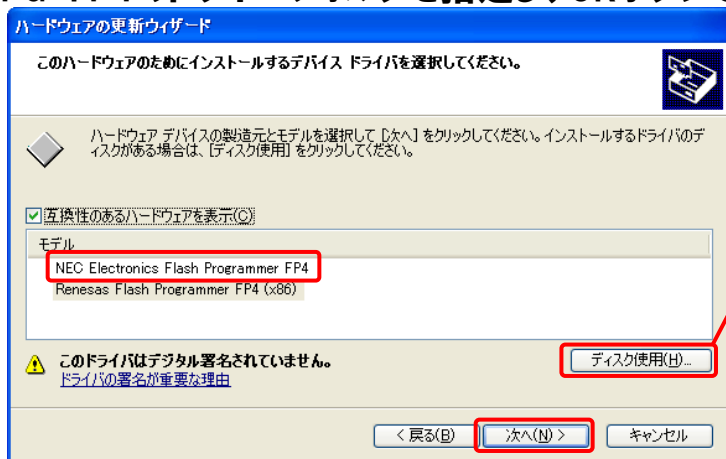 ハードウェアの更新ウィザード
このハードウェアのためにインストールするデバイス ドライバを選択してください。
ハードウェア デバイスの製造元とモデルを選択して [次へ] をクリックしてください。インストールするドライバのデ
ィスクがある場合は、[ディスク使用] をクリックしてください。
互換性のあるハードウェアを表示(C)
モデル
NEC Electronics Flash Programmer FP4
Renesas Flash Programmer FP4 (x86)
このドライバはデジタル署名されていません。
ドライバの署名が重要な理由
ディスク使用(H)...
< 戻る(B)
次へ(N) >
キャンセル